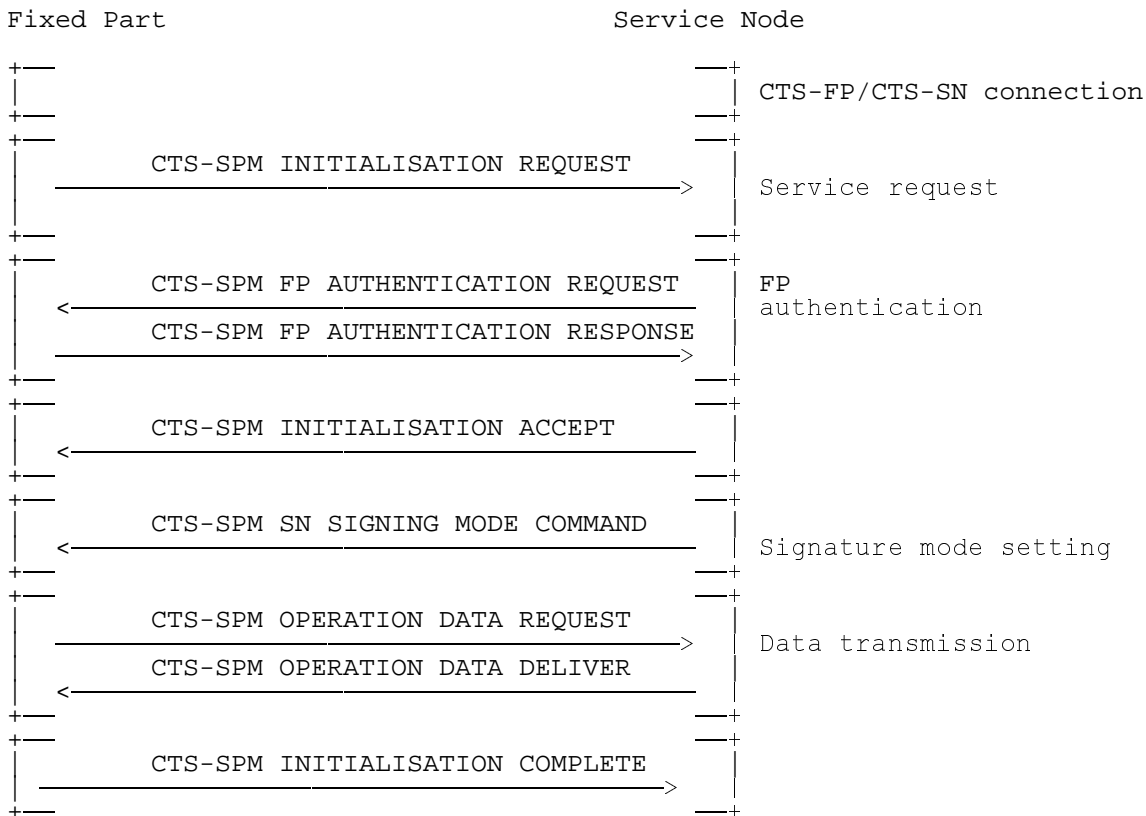 Fixed Part Service Node
CTS-FP/CTS-SN connection
CTS-SPM INITIALISATION REQUEST
Service request
CTS-SPM FP AUTHENTICATION REQUEST FP
authentication
CTS-SPM FP AUTHENTICATION RESPONSE
CTS-SPM INITIALISATION ACCEPT
CTS-SPM SN SIGNING MODE COMMAND
Signature mode setting
CTS-SPM OPERATION DATA REQUEST
Data transmission
CTS-SPM OPERATION DATA DELIVER
CTS-SPM INITIALISATION COMPLETE